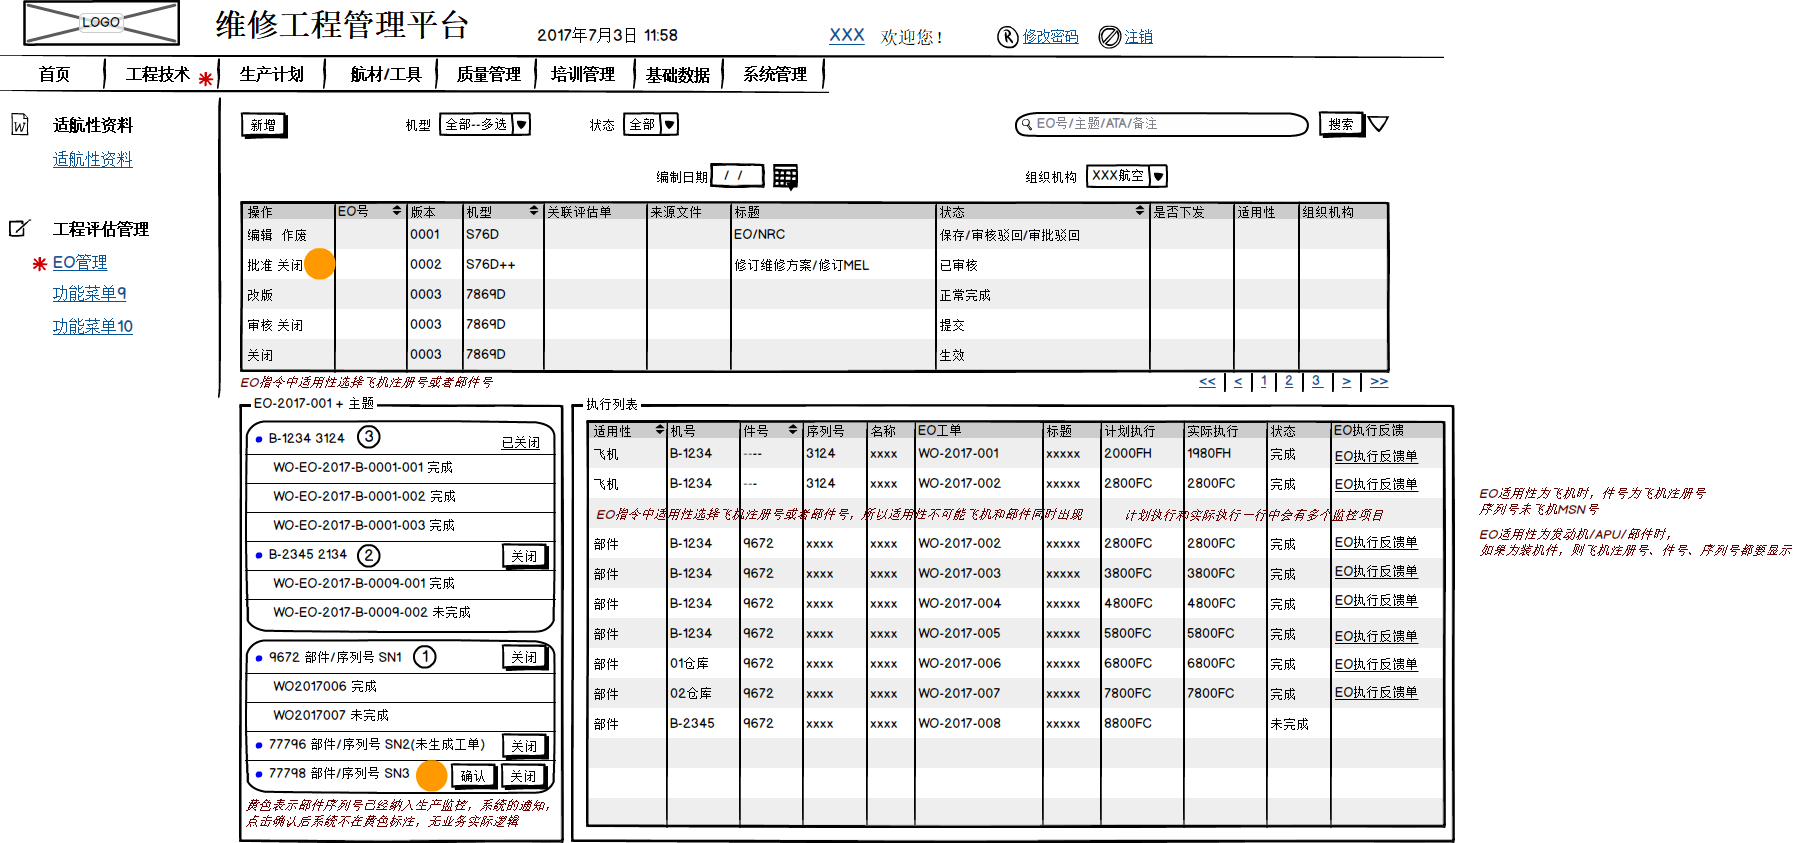 LOGO
维修工程管理平台
2017年7月3日 11:58
XXX 欢迎您！
R 修改密码 注销
首页 工程技术 生产计划 航材/工具 质量管理 培训管理 基础数据 系统管理
W 适航性资料
适航性资料
工程评估管理
EO管理
功能菜单9
功能菜单10
新增 机型 全部--多选 状态 全部 EO号/主题/ATA/备注 搜索
编制日期 / / 组织机构 XXX航空
操作 EO号 版本 机型 关联评估单 来源文件 标题 状态 是否下发 适用性 组织机构
编辑 作废 0001 S76D EO/NRC 保存/审核驳回/审批驳回
批准 关闭 0002 S76D++ 修订维修方案/修订MEL 已审核
改版 0003 7869D 正常完成
审核 关闭 0003 7869D 提交
关闭 0003 7869D 生效
EO指令中适用性选择飞机注册号或者部件号
<< < 1 2 3 > >>
EO-2017-001 + 主题
B-1234 3124 3 已关闭
WO-EO-2017-B-0001-001 完成
WO-EO-2017-B-0001-002 完成
WO-EO-2017-B-0001-003 完成
B-2345 2134 2 关闭
WO-EO-2017-B-0009-001 完成
WO-EO-2017-B-0009-002 未完成
9672 部件/序列号 SN1 1 关闭
WO2017006 完成
WO2017007 未完成
77796 部件/序列号 SN2(未生成工单) 关闭
77798 部件/序列号 SN3 确认 关闭
黄色表示部件序列号已经纳入生产监控，系统的通知，
点击确认后系统不在黄色标注，无业务实际逻辑
执行列表
适用性 机号 件号 序列号 名称 EO工单 标题 计划执行 实际执行 状态 EO执行反馈
飞机 B-1234 ---- 3124 xxxx WO-2017-001 xxxxx 2000FH 1980FH 完成 EO执行反馈单
飞机 B-1234 --- 3124 xxxx WO-2017-002 xxxxx 2800FC 2800FC 完成 EO执行反馈单
EO指令中适用性选择飞机注册号或者部件号，所以适用性不可能飞机和部件同时出现 计划执行和实际执行一行中会有多个监控项目
部件 B-1234 9672 xxxx xxxx WO-2017-002 xxxxx 2800FC 2800FC 完成 EO执行反馈单
部件 B-1234 9672 xxxx xxxx WO-2017-003 xxxxx 3800FC 3800FC 完成 EO执行反馈单
部件 B-1234 9672 xxxx xxxx WO-2017-004 xxxxx 4800FC 4800FC 完成 EO执行反馈单
部件 B-1234 9672 xxxx xxxx WO-2017-005 xxxxx 5800FC 5800FC 完成 EO执行反馈单
部件 01仓库 9672 xxxx xxxx WO-2017-006 xxxxx 6800FC 6800FC 完成 EO执行反馈单
部件 02仓库 9672 xxxx xxxx WO-2017-007 xxxxx 7800FC 7800FC 完成 EO执行反馈单
部件 B-2345 9672 xxxx xxxx WO-2017-008 xxxxx 8800FC 未完成
EO适用性为飞机时，件号为飞机注册号
序列号未飞机MSN号
EO适用性为发动机/APU/部件时，
如果为装机件，则飞机注册号、件号、序列号都要显示